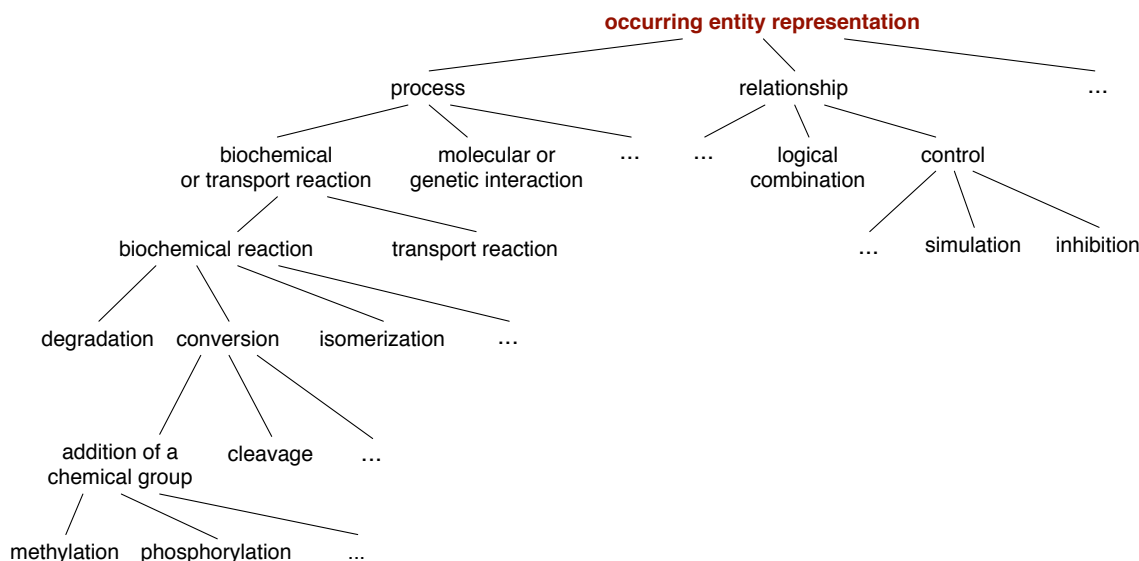 occurring entity representation
process
relationship
...
biochemical
or transport reaction
molecular or
genetic interaction
...
...
logical
combination
control
biochemical reaction
transport reaction
...
simulation
inhibition
degradation
conversion
isomerization
...
addition of a
chemical group
cleavage
...
methylation
phosphorylation
...